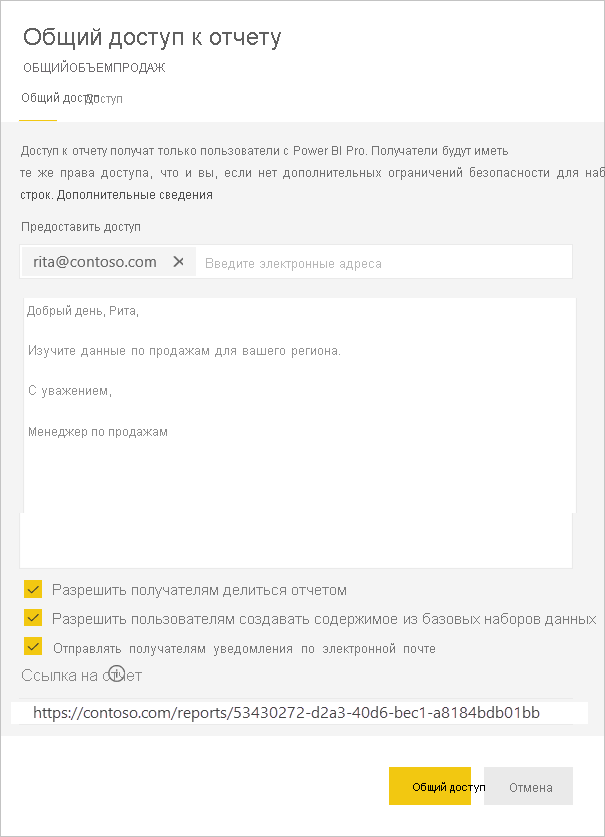 Общий доступ к отчету
ОБЩИЙОБЪЕМПРОДАЖ
Общий доступ Доступ
Доступ к отчету получат только пользователи с Power BI Pro. Получатели будут иметь
те же права доступа, что и вы, если нет дополнительных ограничений безопасности для наб
строк. Дополнительные сведения
Предоставить доступ
rita@contoso.com Введите электронные адреса
Добрый день, Рита,
Изучите данные по продажам для вашего региона.
С уважением,
Менеджер по продажам
Разрешить получателям делиться отчетом
Разрешить пользователям создавать содержимое из базовых наборов данных
Отправлять получателям уведомления по электронной почте
Ссылка на отчет
https://contoso.com/reports/53430272-d2a3-40d6-bec1-a8184bdb01bb
Общий доступ Отмена